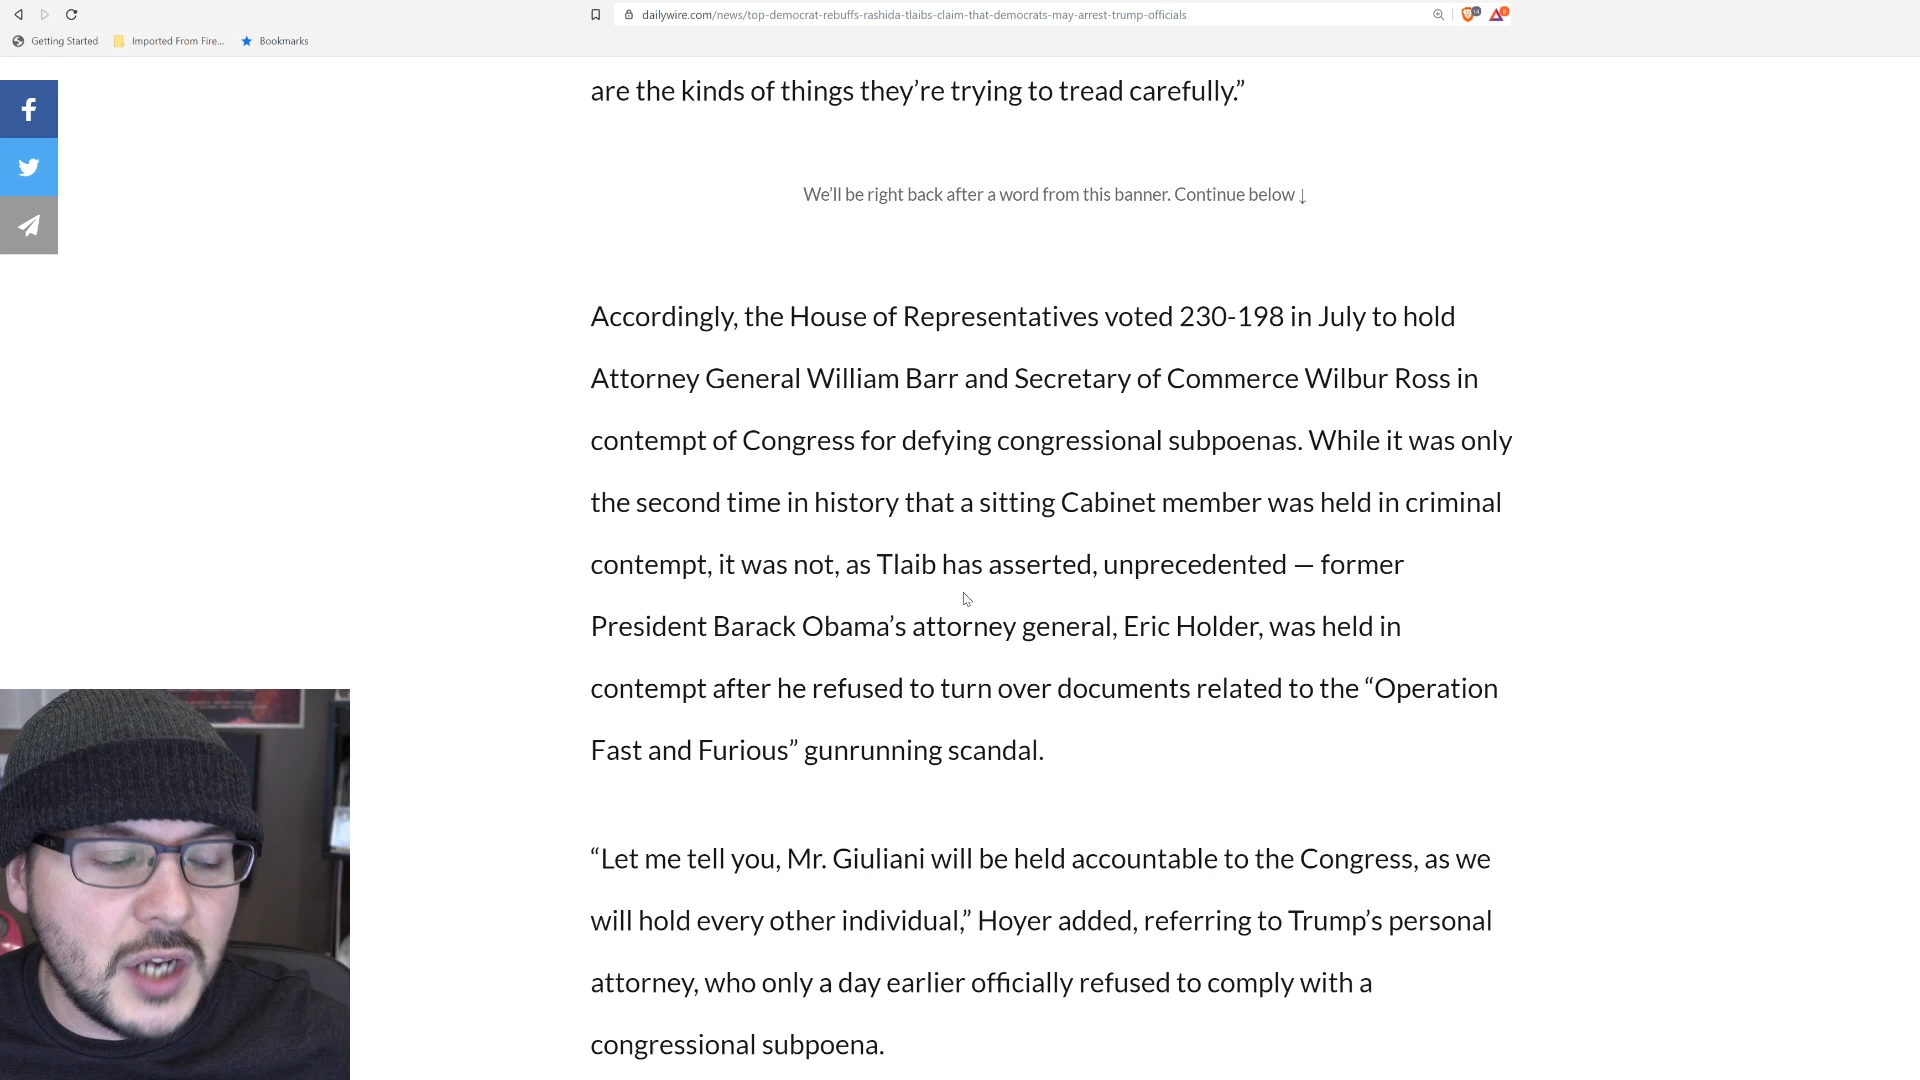 dailywire.com/news/top-democrat-rebuffs-rashida-tlaibs-claim-that-democrats-may-arrest-trump-officials
Getting Started Imported From Fire... Bookmarks
are the kinds of things they’re trying to tread carefully.”
We’ll be right back after a word from this banner. Continue below ↓
Accordingly, the House of Representatives voted 230-198 in July to hold
Attorney General William Barr and Secretary of Commerce Wilbur Ross in
contempt of Congress for defying congressional subpoenas. While it was only
the second time in history that a sitting Cabinet member was held in criminal
contempt, it was not, as Tlaib has asserted, unprecedented — former
President Barack Obama’s attorney general, Eric Holder, was held in
contempt after he refused to turn over documents related to the “Operation
Fast and Furious” gunrunning scandal.
“Let me tell you, Mr. Giuliani will be held accountable to the Congress, as we
will hold every other individual,” Hoyer added, referring to Trump’s personal
attorney, who only a day earlier officially refused to comply with a
congressional subpoena.